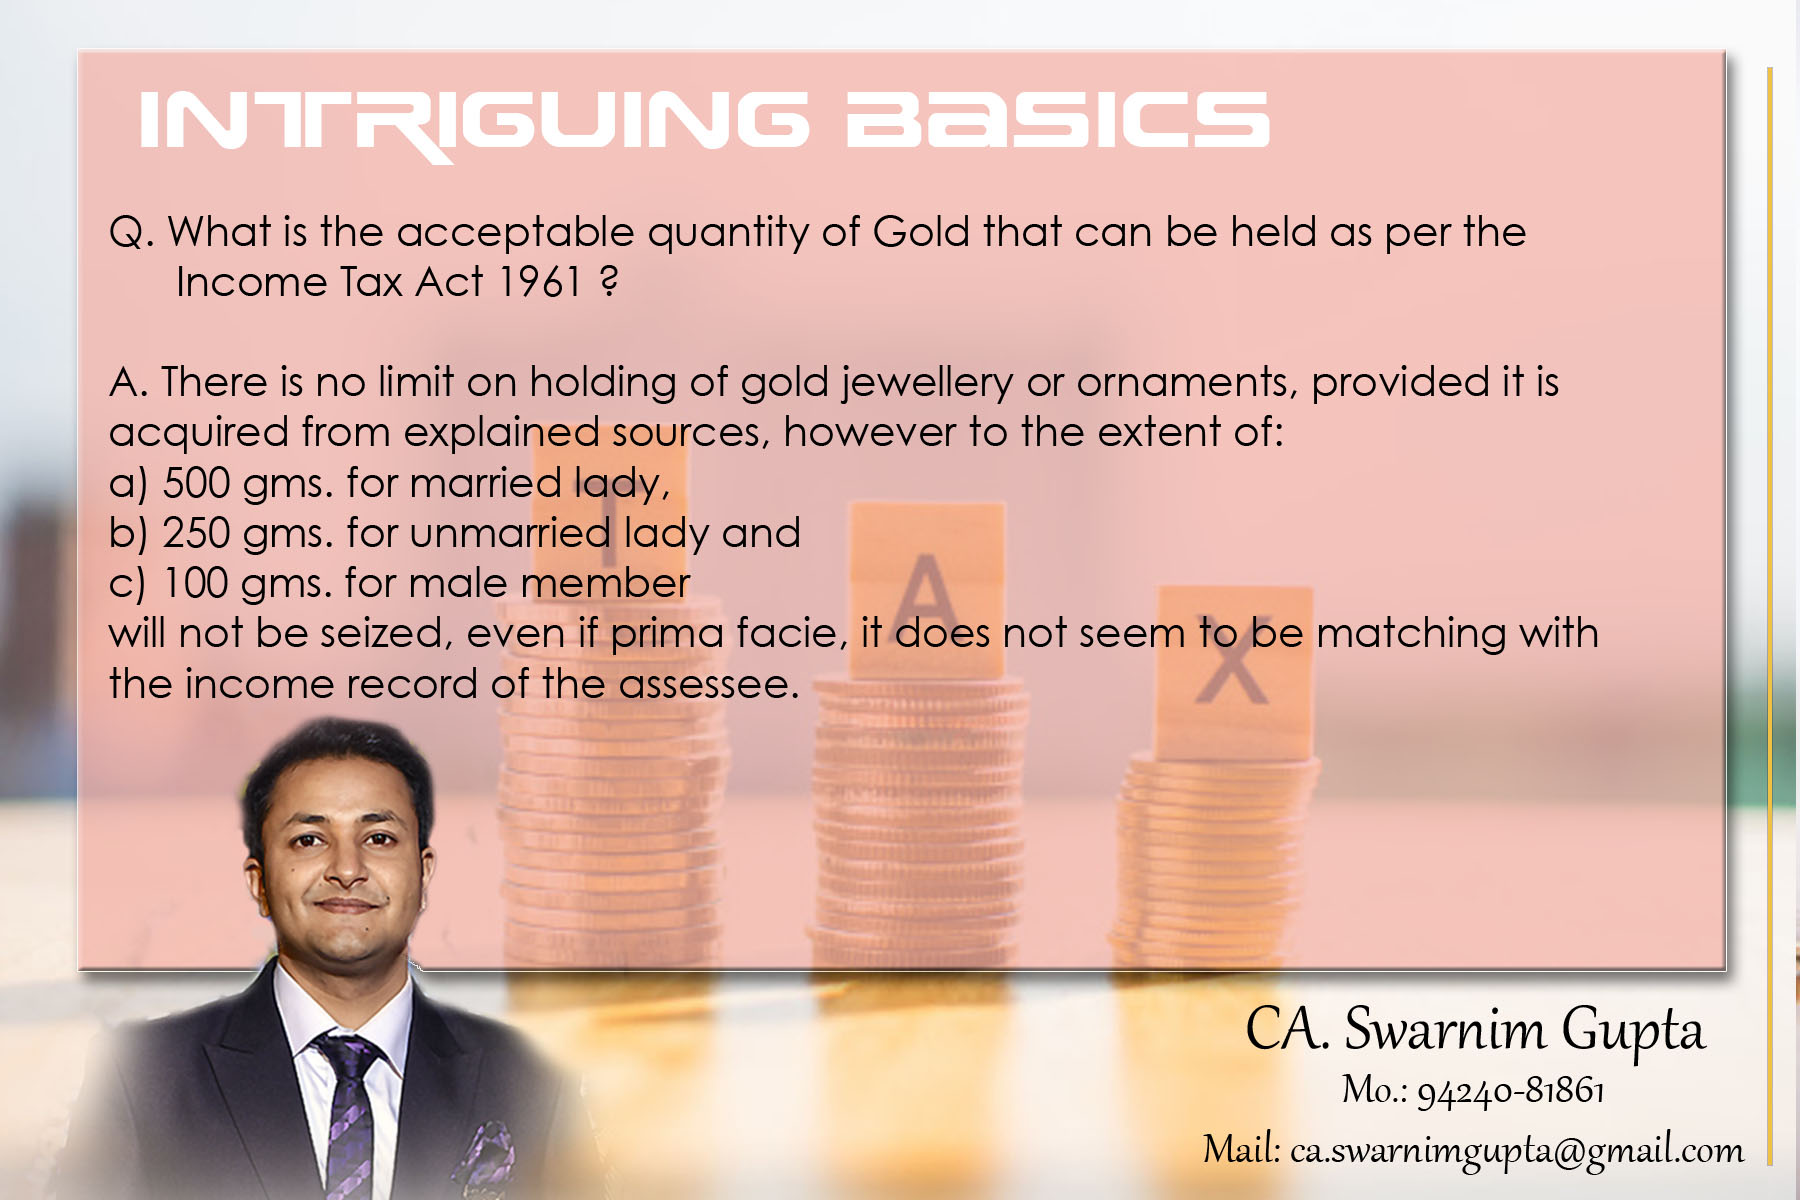 INTRIGUING BASICS
Q. What is the acceptable quantity of Gold that can be held as per the
Income Tax Act 1961 ?
A. There is no limit on holding of gold jewellery or ornaments, provided it is
acquired from explained sources, however to the extent of:
a) 500 gms. for married lady,
b) 250 gms. for unmarried lady and
c) 100 gms. for male member
will not be seized, even if prima facie, it does not seem to be matching with
the income record of the assessee.
T A X
CA. Swarnim Gupta
Mo.: 94240-81861
Mail: ca.swarnimgupta@gmail.com